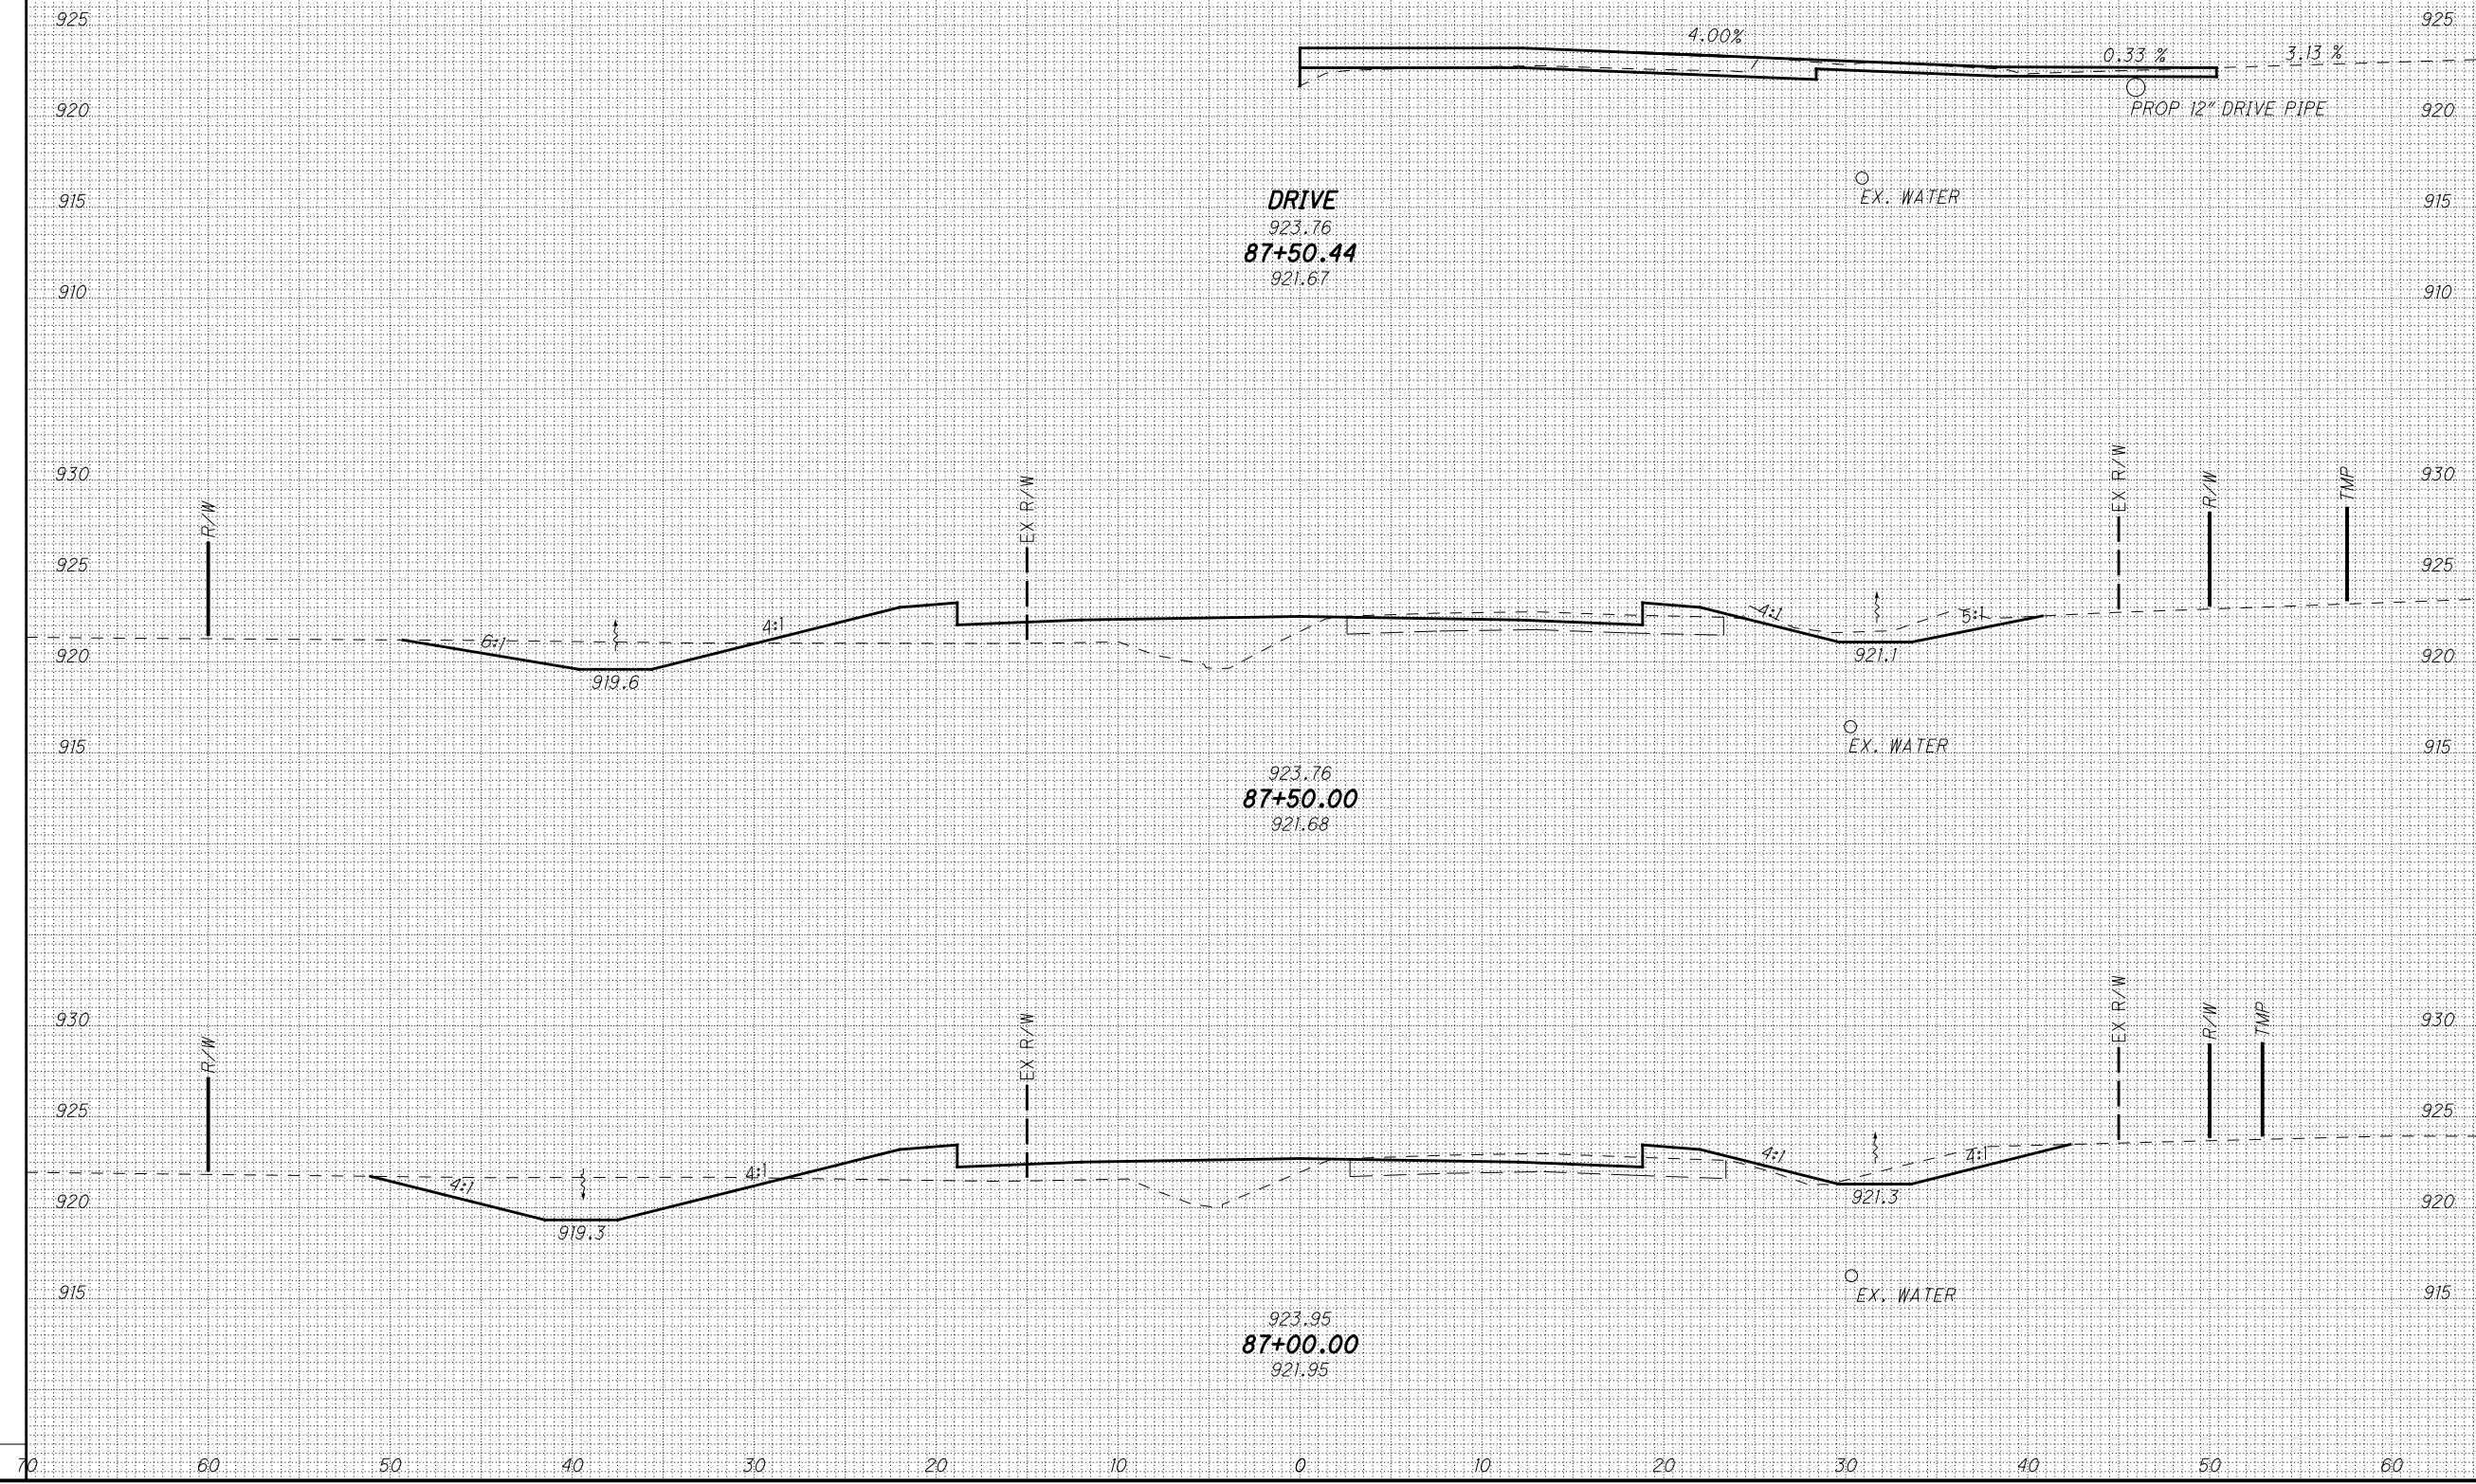 925 925
4.00%
0.33 % 3.13 %
920 PROP 12" DRIVE PIPE 920
915 EX. WATER 915
DRIVE
923.76
87+50.44
921.67
910 910
930 EX R/W 930
R/W EX R/W R/W TMP
925 925
6:1 4:1 4:1 5:1
920 921.1 920
919.6
915 EX. WATER 915
923.76
87+50.00
921.68
930 EX R/W 930
R/W EX R/W R/W TMP
925 925
4:1 4:1 4:1 4:1
920 921.3 920
919.3
915 EX. WATER 915
923.95
87+00.00
921.95
70 60 50 40 30 20 10 0 10 20 30 40 50 60